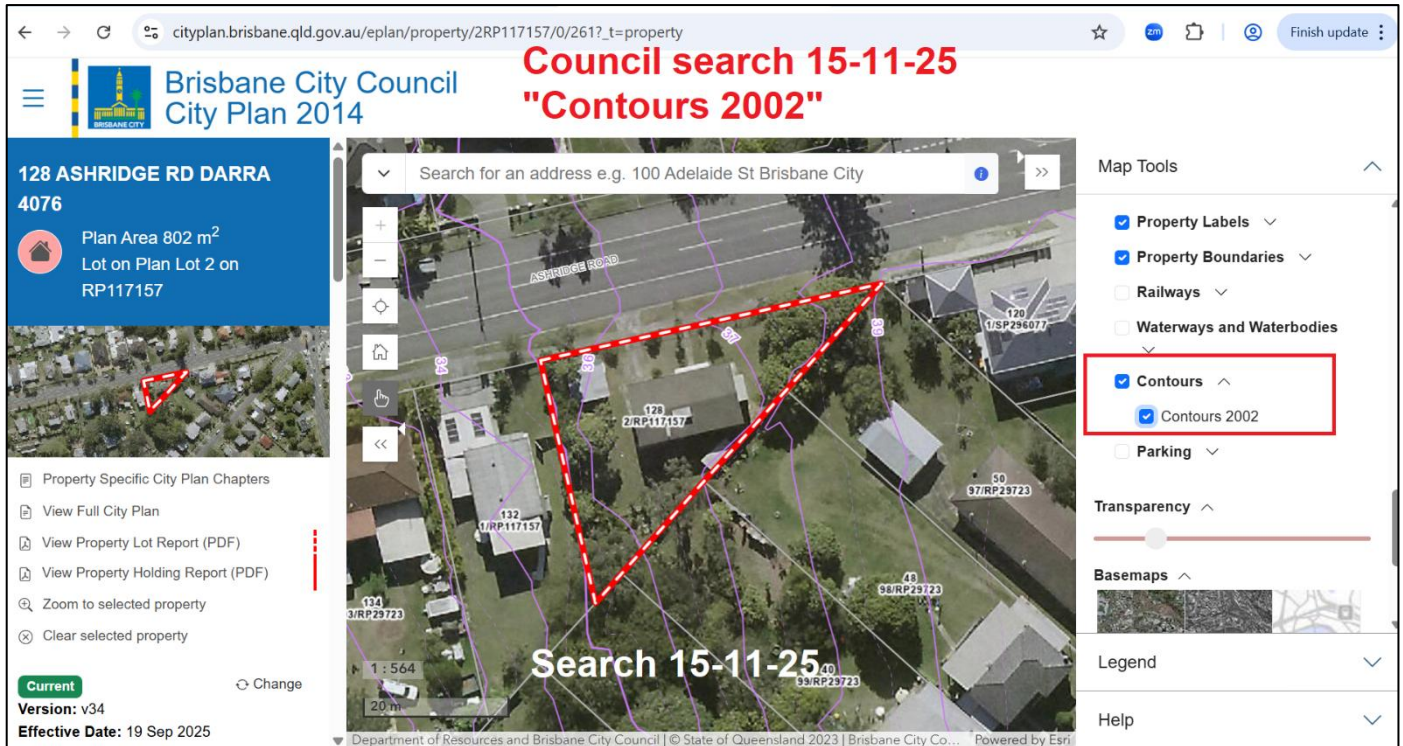 cityplan.brisbane.qld.gov.au/eplan/property/2RP117157/0/261?_t=property
zm
Finish update
Council search 15-11-25
"Contours 2002"
BRISBANE CITY
Brisbane City Council
City Plan 2014
128 ASHRIDGE RD DARRA
4076
Plan Area 802 m²
Lot on Plan Lot 2 on
RP117157
Property Specific City Plan Chapters
View Full City Plan
View Property Lot Report (PDF)
View Property Holding Report (PDF)
Zoom to selected property
Clear selected property
Current
Change
Version: v34
Effective Date: 19 Sep 2025
Search for an address e.g. 100 Adelaide St Brisbane City
ASHRIDGE ROAD
120
1/SP296077
34
36
37
39
128
2/RP117157
50
97/RP29723
132
1/RP117157
48
98/RP29723
134
3/RP29723
40
99/RP29723
Search 15-11-25
1 : 564
20 m
Department of Resources and Brisbane City Council | © State of Queensland 2023 | Brisbane City Co...
Powered by Esri
Map Tools
Property Labels
Property Boundaries
Railways
Waterways and Waterbodies
Contours
Contours 2002
Parking
Transparency
Basemaps
Legend
Help